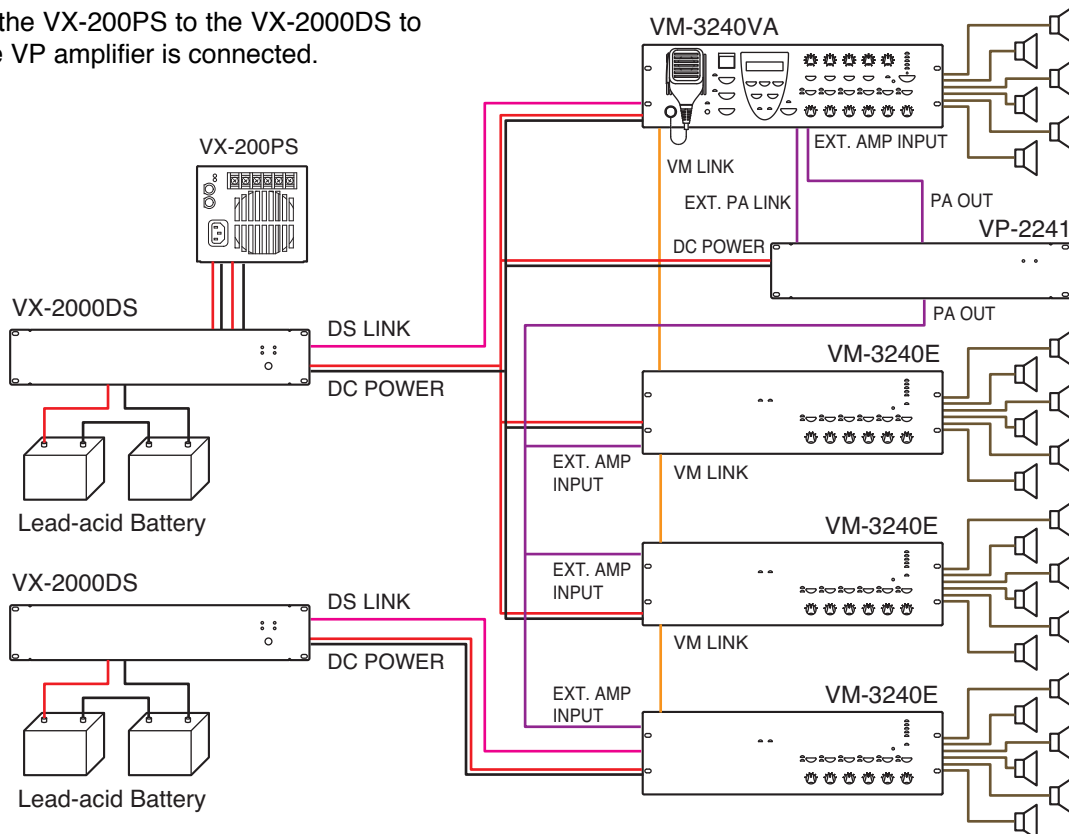 the VX-200PS to the VX-2000DS to
VP amplifier is connected.
VM-3240VA
VX-200PS
EXT. AMP INPUT
VM LINK
EXT. PA LINK
PA OUT
VP-2241
DC POWER
VX-2000DS
DS LINK
PA OUT
DC POWER
VM-3240E
EXT. AMP
INPUT
VM LINK
Lead-acid Battery
VM-3240E
EXT. AMP
INPUT
VX-2000DS
DS LINK
VM LINK
DC POWER
EXT. AMP
INPUT
VM-3240E
Lead-acid Battery